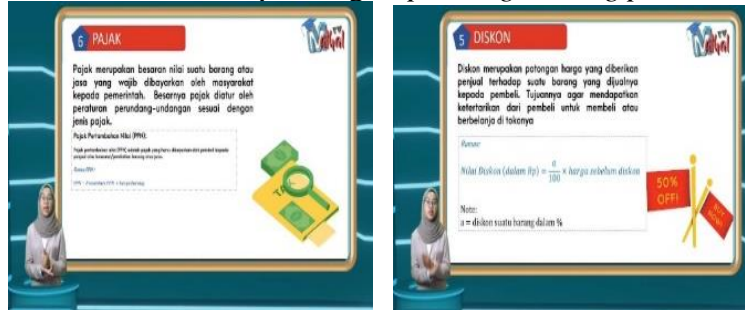 6 PAJAK
Pajak merupakan besaran nilai suatu barang atau
jasa yang wajib dibayarkan oleh masyarakat
kepada pemerintah. Besarnya pajak diatur oleh
peraturan perundang-undangan sesuai dengan
jenis pajak.
Pajak Pertambahan Nilai (PPN):
5 DISKON
Diskon merupakan potongan harga yang diberikan
penjual terhadap suatu barang yang dijualnya
kepada pembeli. Tujuannya agar mendapatkan
ketertarikan dari pembeli untuk membeli atau
berbelanja di tokonya
Rumus:
Nilai Diskon (dalam Rp) = a/100 × harga sebelum diskon
Note:
a = diskon suatu barang dalam %
50%
OFF!
BUY
NOW!